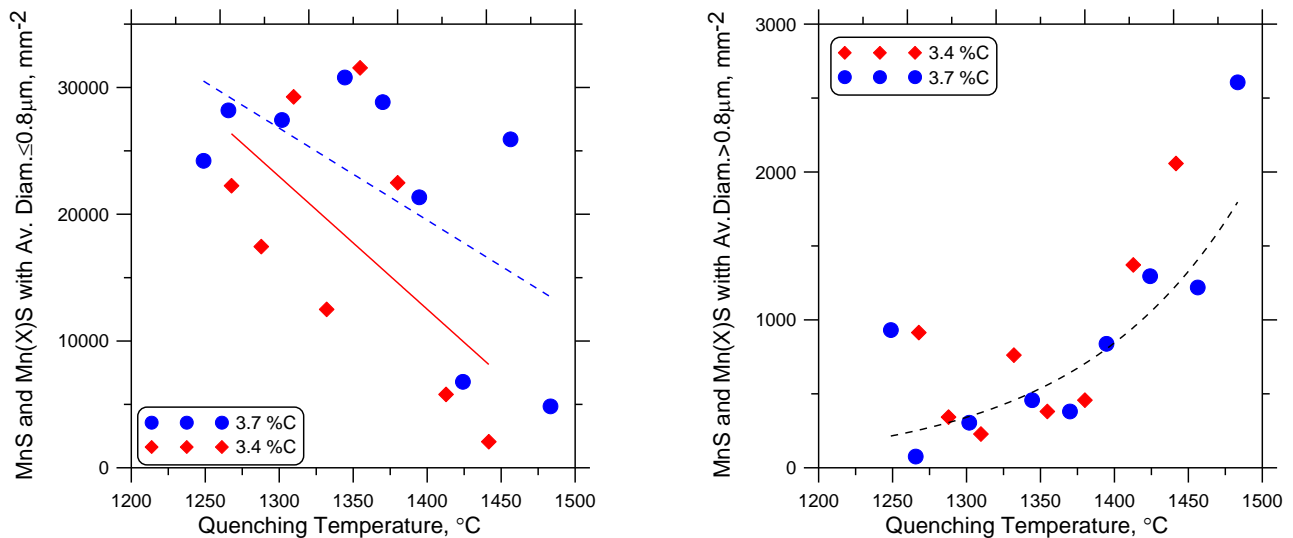 MnS and Mn(X)S with Av. Diam.≤0.8μm, mm-2
30000
20000
10000
0
3.7 %C
3.4 %C
1200 1250 1300 1350 1400 1450 1500
Quenching Temperature, °C
MnS and Mn(X)S with Av.Diam.>0.8μm, mm-2
3000
2000
1000
0
3.4 %C
3.7 %C
1200 1250 1300 1350 1400 1450 1500
Quenching Temperature, °C